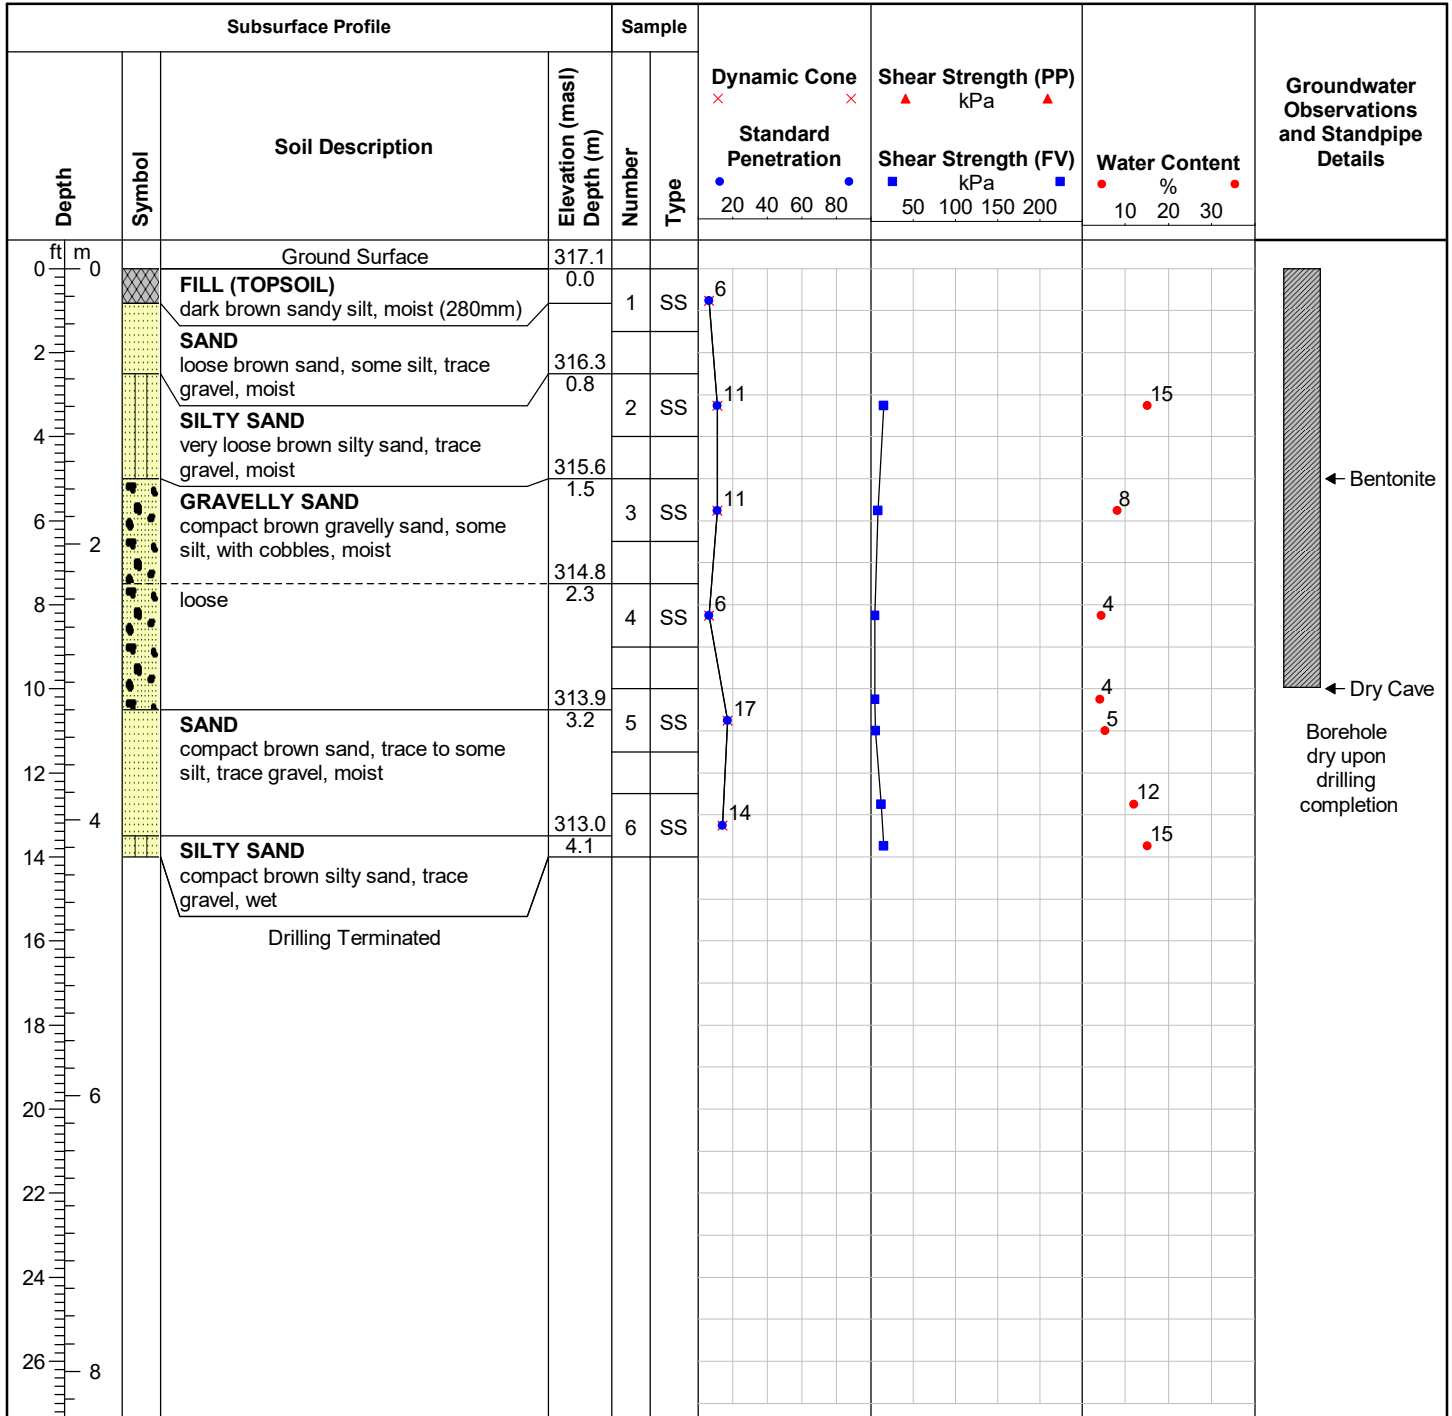 Subsurface Profile
Sample
Depth
Symbol
Soil Description
Elevation (masl)
Depth (m)
Number
Type
Dynamic Cone
Standard
Penetration
20 40 60 80
Shear Strength (PP)
kPa
Shear Strength (FV)
kPa
50 100 150 200
Water Content
%
10 20 30
Groundwater
Observations
and Standpipe
Details
ft m
Ground Surface
317.1
0 0
0.0
FILL (TOPSOIL)
dark brown sandy silt, moist (280mm)
1 SS
6
SAND
loose brown sand, some silt, trace
gravel, moist
2
316.3
0.8
2 SS
11
15
SILTY SAND
very loose brown silty sand, trace
gravel, moist
4
315.6
1.5
Bentonite
GRAVELLY SAND
compact brown gravelly sand, some
silt, with cobbles, moist
3 SS
11
8
6
2
314.8
2.3
loose
8
4 SS
6
4
10
313.9
3.2
4
Dry Cave
SAND
compact brown sand, trace to some
silt, trace gravel, moist
5 SS
17
5
Borehole
dry upon
drilling
completion
12
12
4
313.0
4.1
6 SS
14
15
SILTY SAND
compact brown silty sand, trace
gravel, wet
14
Drilling Terminated
16
18
6
20
22
24
26
8